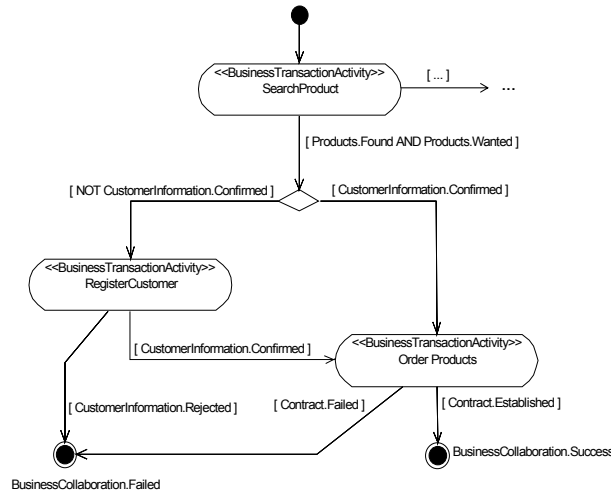 <<BusinessTransactionActivity>>
SearchProduct
[ ... ]
...
[ Products.Found AND Products.Wanted ]
[ NOT CustomerInformation.Confirmed ]
[ CustomerInformation.Confirmed ]
<<BusinessTransactionActivity>>
RegisterCustomer
<<BusinessTransactionActivity>>
Order Products
[ CustomerInformation.Confirmed ]
[ CustomerInformation.Rejected ]
[ Contract.Failed ]
[ Contract.Established ]
BusinessCollaboration.Success
BusinessCollaboration.Failed